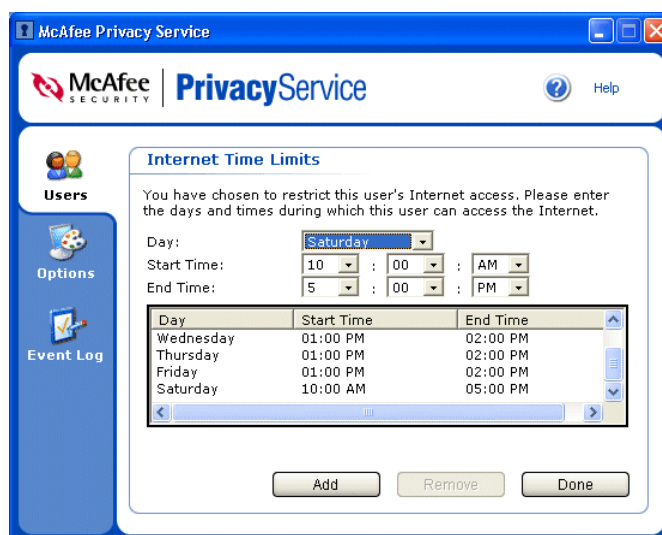 McAfee Privacy Service
McAfee SECURITY PrivacyService
Help
Users
Options
Event Log
Internet Time Limits
You have chosen to restrict this user's Internet access. Please enter
the days and times during which this user can access the Internet.
Day: Saturday
Start Time: 10 : 00 : AM
End Time: 5 : 00 : PM
Day Start Time End Time
Wednesday 01:00 PM 02:00 PM
Thursday 01:00 PM 02:00 PM
Friday 01:00 PM 02:00 PM
Saturday 10:00 AM 05:00 PM
Add Remove Done